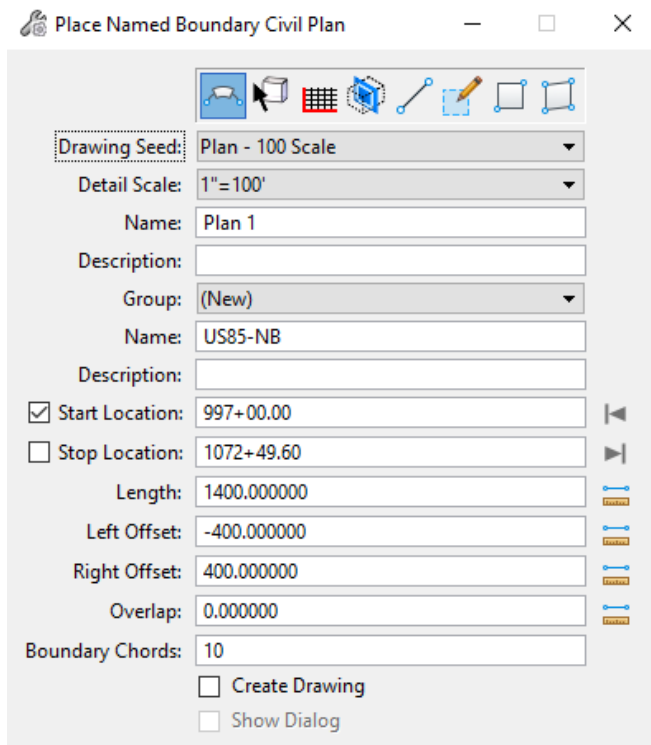 Place Named Boundary Civil Plan
Drawing Seed: Plan - 100 Scale
Detail Scale: 1"=100'
Name: Plan 1
Description:
Group: (New)
Name: US85-NB
Description:
Start Location: 997+00.00
Stop Location: 1072+49.60
Length: 1400.000000
Left Offset: -400.000000
Right Offset: 400.000000
Overlap: 0.000000
Boundary Chords: 10
Create Drawing
Show Dialog